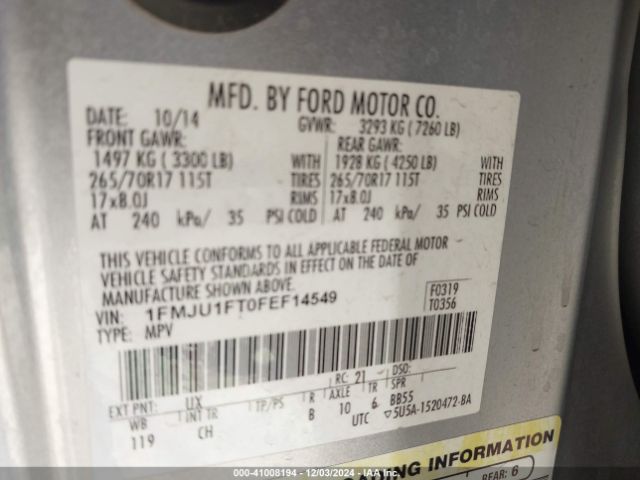 MFD. BY FORD MOTOR CO.
DATE: 10/14 GVWR: 3293 KG ( 7260 LB)
FRONT GAWR: REAR GAWR:
1497 KG ( 3300 LB) WITH 1928 KG ( 4250 LB) WITH
265/70R17 115T TIRES 265/70R17 115T TIRES
17x8.0J RIMS 17x8.0J RIMS
AT 240 kPa/ 35 PSI COLD AT 240 kPa/ 35 PSI COLD
THIS VEHICLE CONFORMS TO ALL APPLICABLE FEDERAL MOTOR
VEHICLE SAFETY STANDARDS IN EFFECT ON THE DATE OF
MANUFACTURE SHOWN ABOVE.
F0319
VIN: 1FMJU1FT0FEF14549
T0356
TYPE: MPV
RC: 21 DSO:
EXT PNT: UX
WB INT TR TP/PS R AXLE TR SPR
119 CH B 10 6 BB55
UTC ▽5U5A-1520472-BA
ADING INFORMATION
REAR: 6
000-41008194 - 12/03/2024 - IAA Inc.